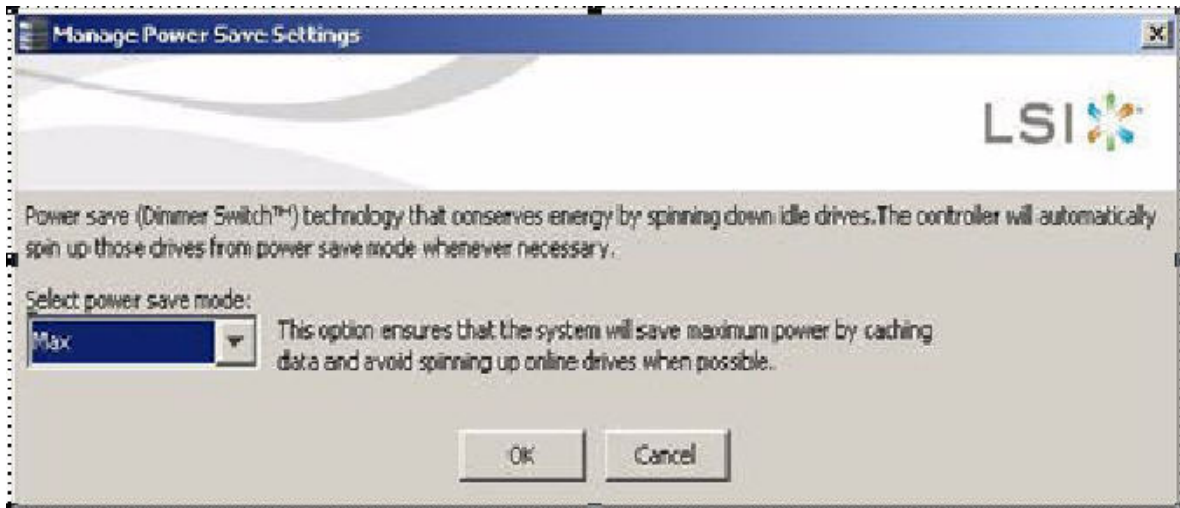 Manage Power Save Settings
LSI
Power save (Dimmer Switch™) technology that conserves energy by spinning down idle drives.The controller will automatically
spin up those drives from power save mode whenever necessary.
Select power save mode:
Max
This option ensures that the system will save maximum power by caching
data and avoid spinning up online drives when possible.
OK
Cancel